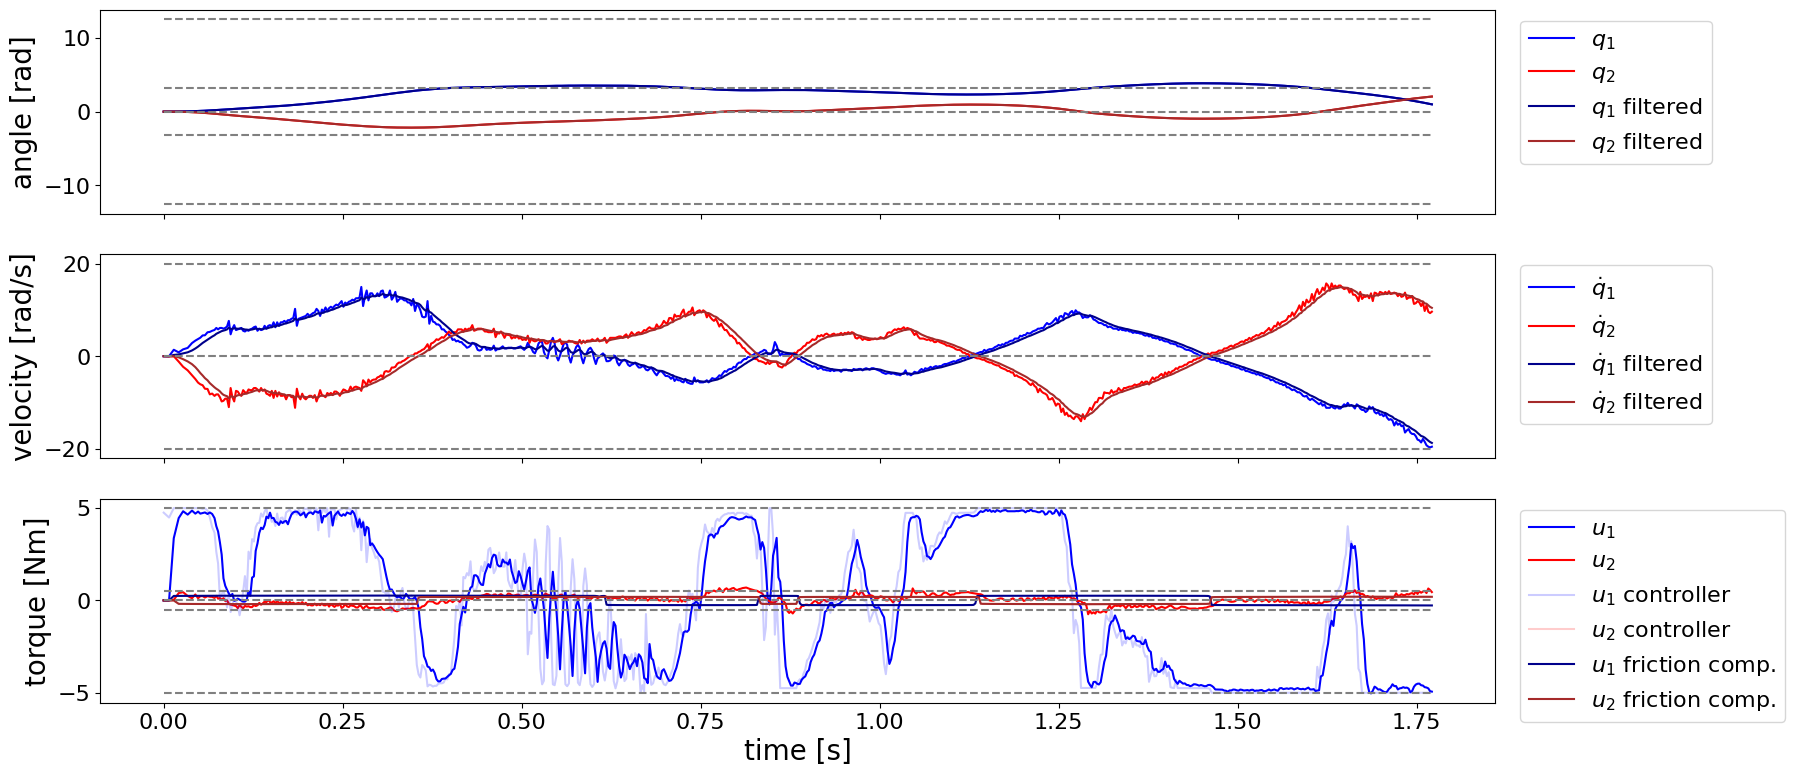 angle [rad]
10
0
−10
q₁
q₂
q₁ filtered
q₂ filtered
velocity [rad/s]
20
0
−20
q̇₁
q̇₂
q̇₁ filtered
q̇₂ filtered
torque [Nm]
5
0
−5
u₁
u₂
u₁ controller
u₂ controller
u₁ friction comp.
u₂ friction comp.
0.00 0.25 0.50 0.75 1.00 1.25 1.50 1.75
time [s]